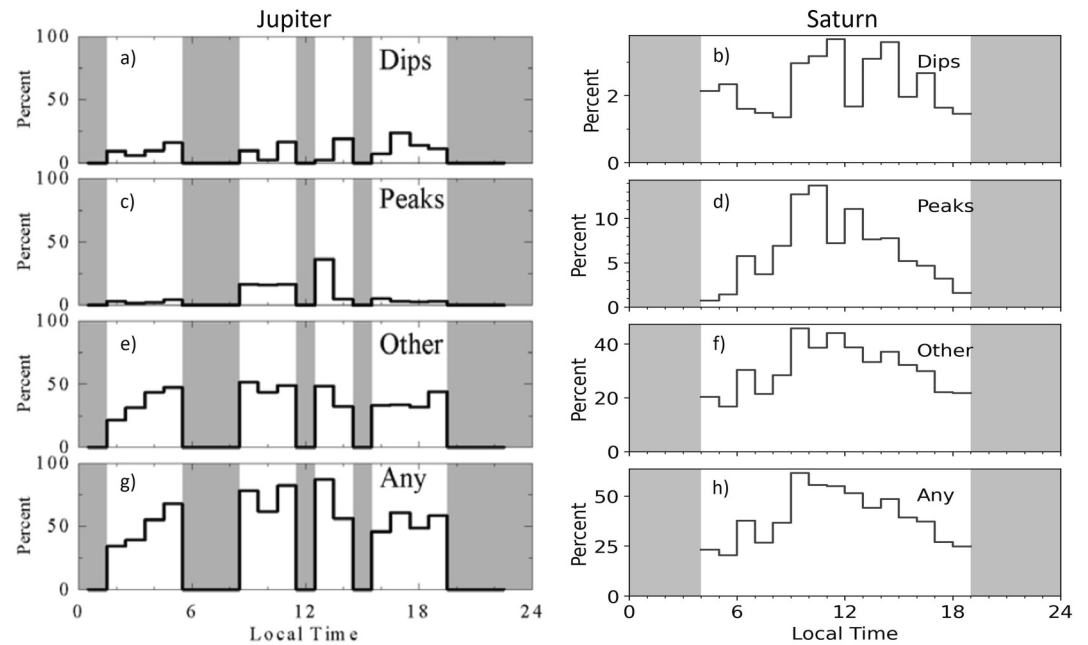 Jupiter
Saturn
100
50
0
Percent
a)
Dips
2
0
Percent
b)
Dips
100
50
0
Percent
c)
Peaks
10
5
0
Percent
d)
Peaks
100
50
0
Percent
e)
Other
40
20
0
Percent
f)
Other
100
50
0
Percent
g)
Any
50
25
0
Percent
h)
Any
0 6 12 18 24
Local Time
0 6 12 18 24
Local Time